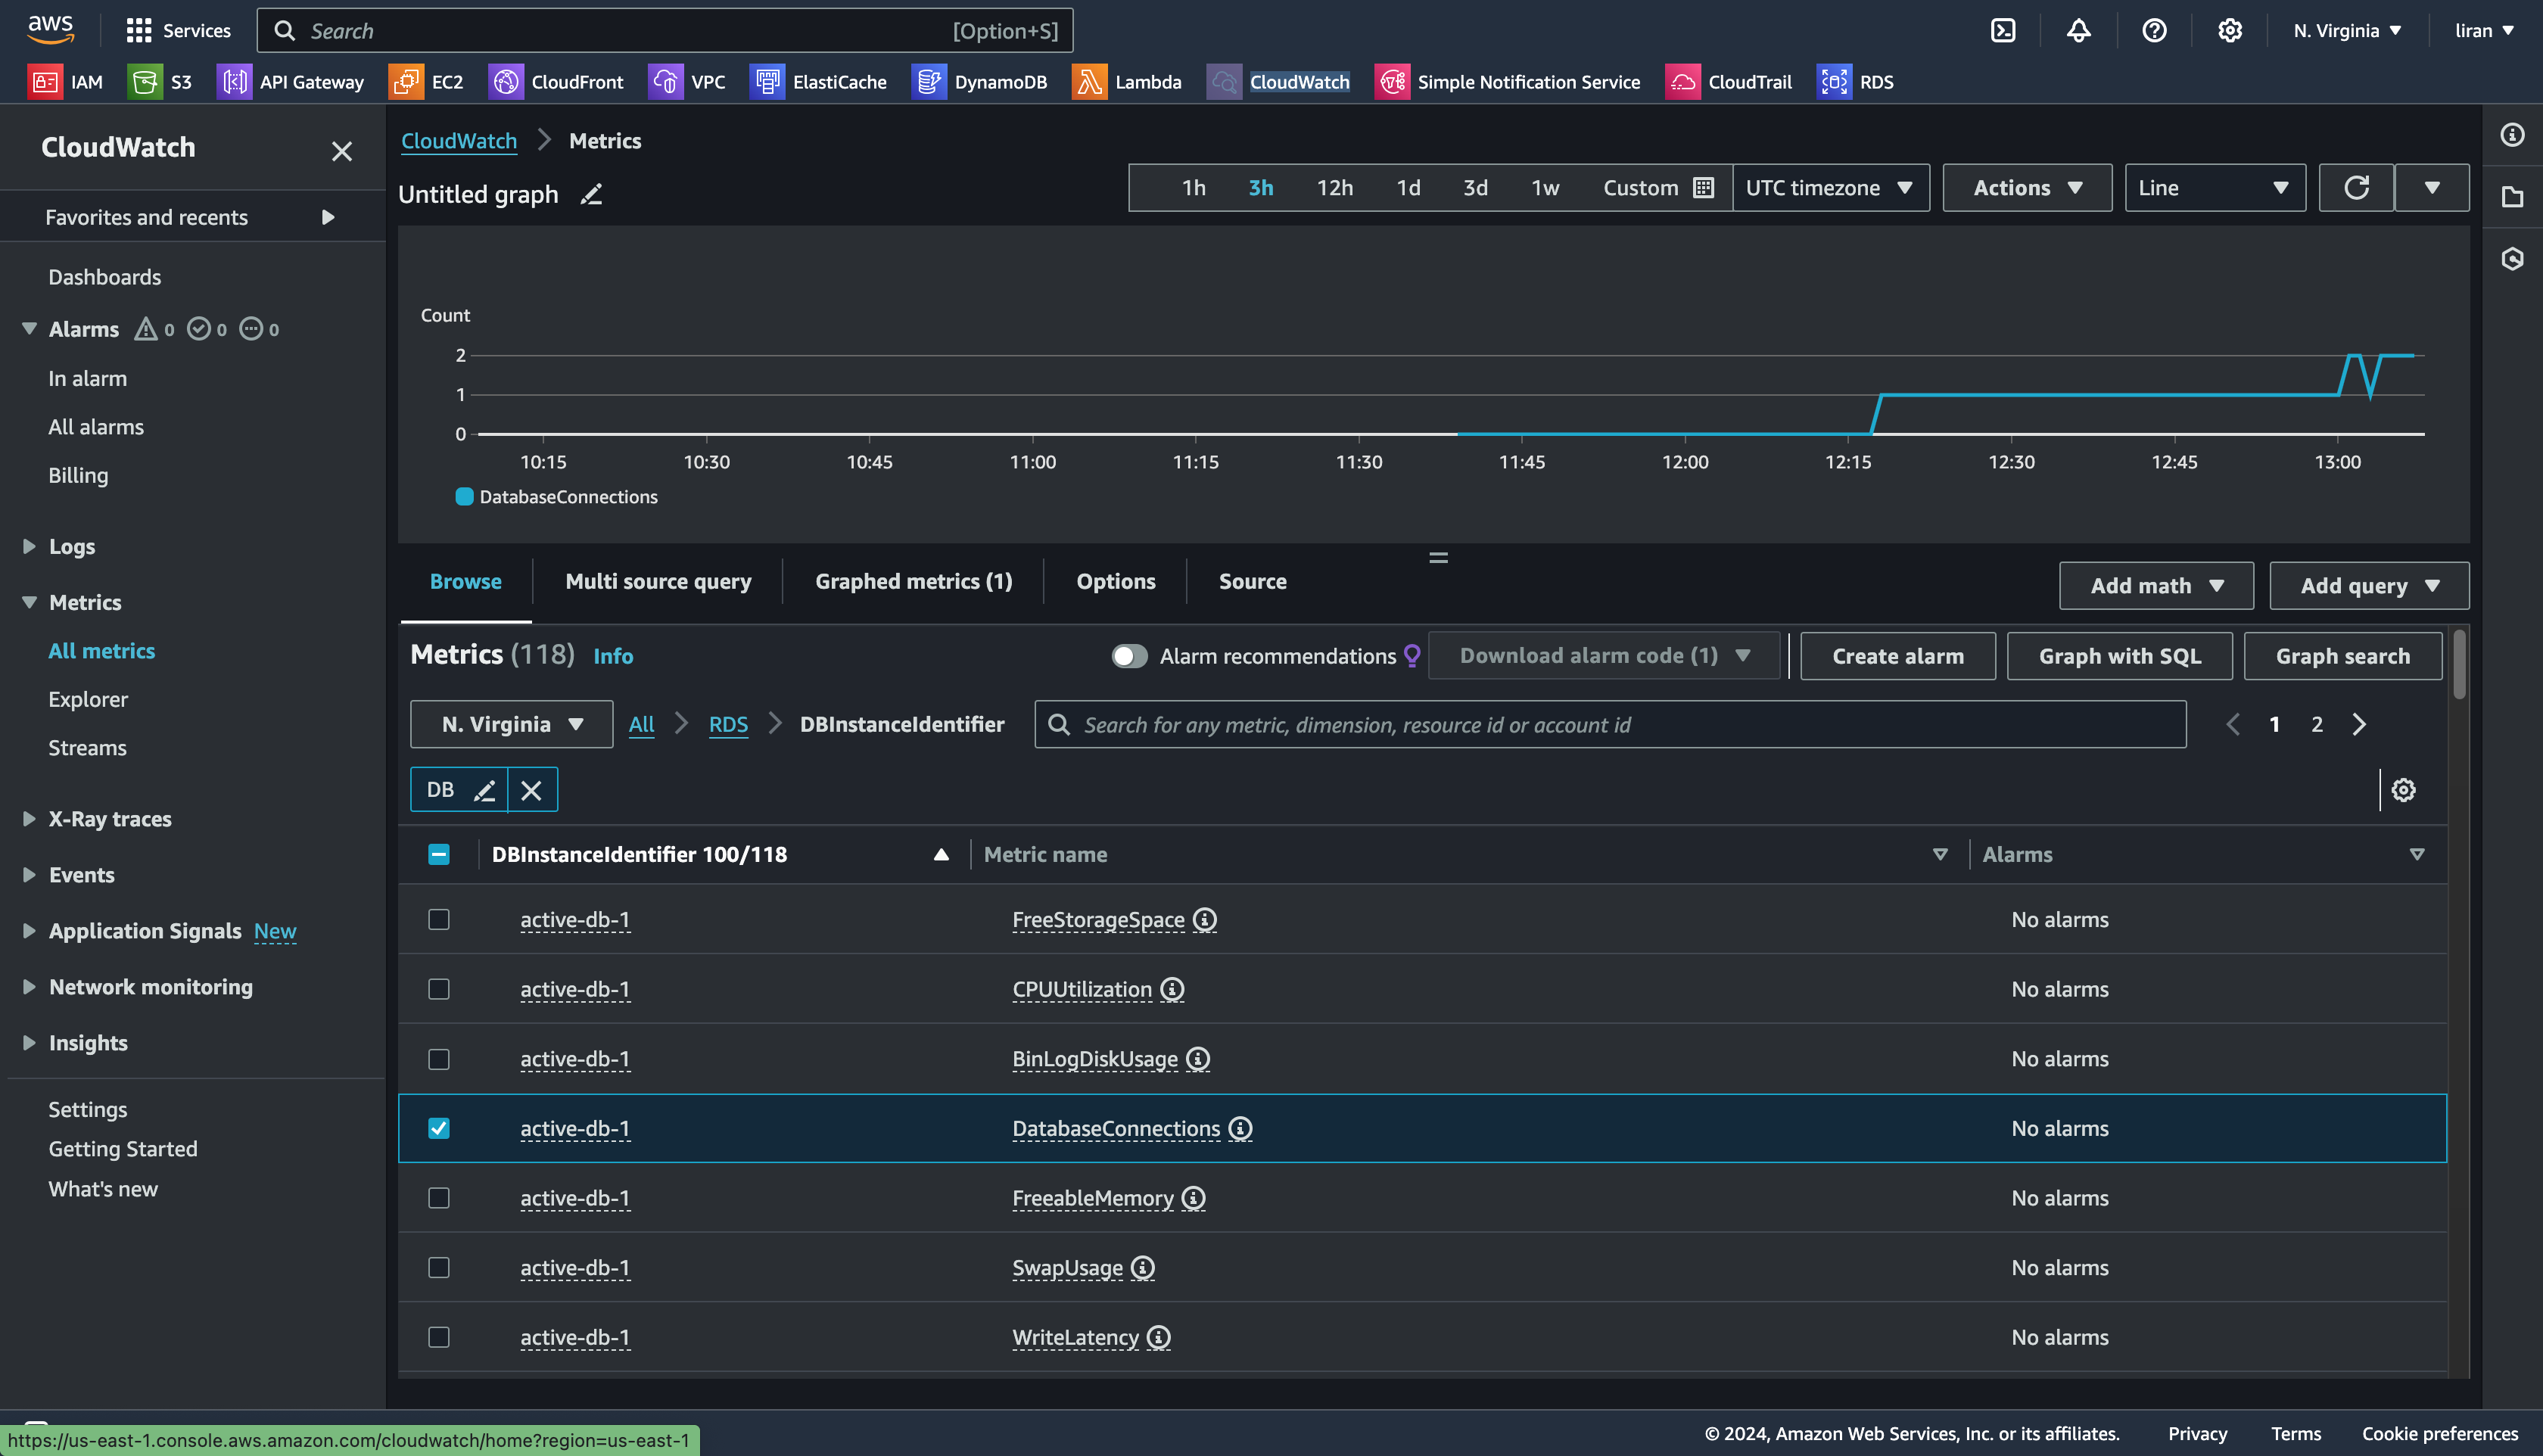 aws Services Search [Option+S] N. Virginia liran
IAM S3 API Gateway EC2 CloudFront VPC ElastiCache DynamoDB Lambda CloudWatch Simple Notification Service CloudTrail RDS
CloudWatch
Favorites and recents
Dashboards
Alarms 0 0 0
In alarm
All alarms
Billing
Logs
Metrics
All metrics
Explorer
Streams
X-Ray traces
Events
Application Signals New
Network monitoring
Insights
Settings
Getting Started
What's new
CloudWatch Metrics
Untitled graph
1h 3h 12h 1d 3d 1w Custom UTC timezone Actions Line
Count
2
1
0
10:15 10:30 10:45 11:00 11:15 11:30 11:45 12:00 12:15 12:30 12:45 13:00
DatabaseConnections
Browse Multi source query Graphed metrics (1) Options Source Add math Add query
Metrics (118) Info Alarm recommendations Download alarm code (1) Create alarm Graph with SQL Graph search
N. Virginia All RDS DBInstanceIdentifier Search for any metric, dimension, resource id or account id 1 2
DB
DBInstanceIdentifier 100/118 Metric name Alarms
active-db-1 FreeStorageSpace No alarms
active-db-1 CPUUtilization No alarms
active-db-1 BinLogDiskUsage No alarms
active-db-1 DatabaseConnections No alarms
active-db-1 FreeableMemory No alarms
active-db-1 SwapUsage No alarms
active-db-1 WriteLatency No alarms
https://us-east-1.console.aws.amazon.com/cloudwatch/home?region=us-east-1
© 2024, Amazon Web Services, Inc. or its affiliates. Privacy Terms Cookie preferences